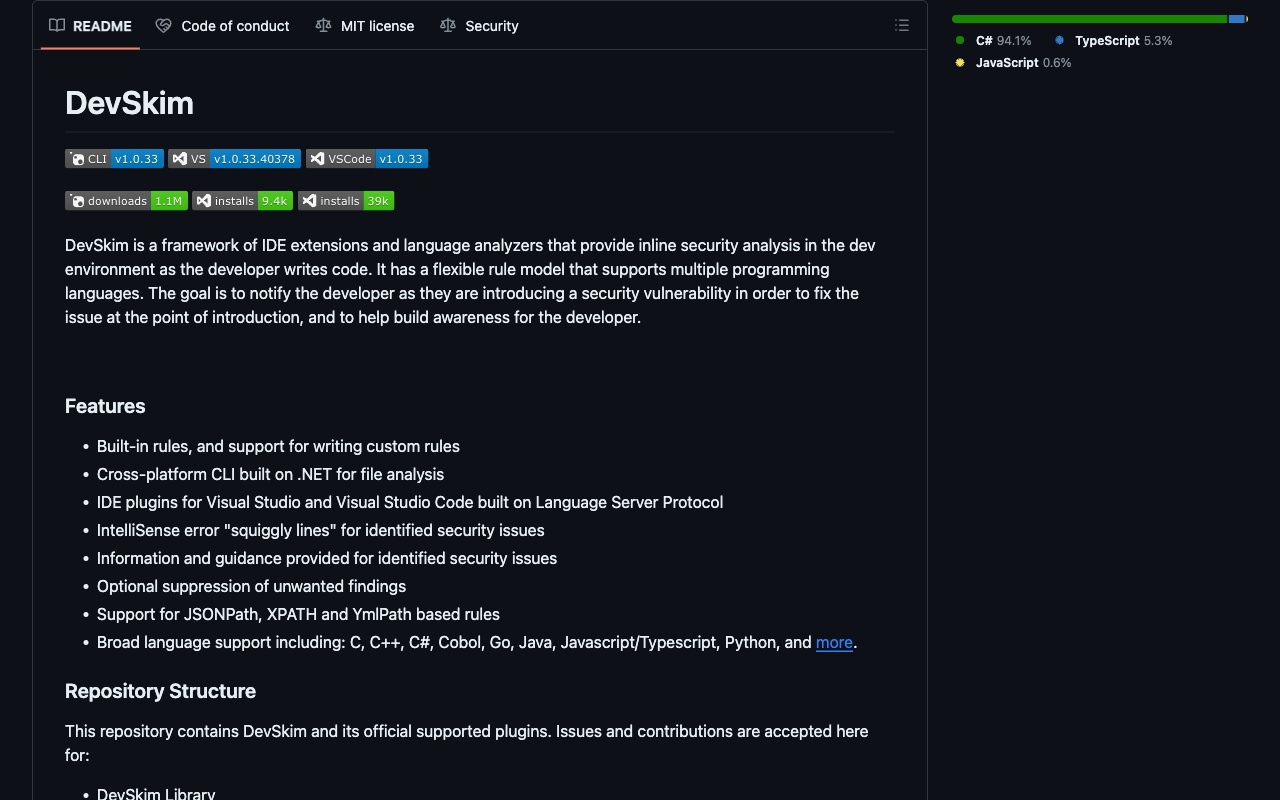 README
Code of conduct
MIT license
Security
DevSkim
CLI v1.0.33
VS v1.0.33.40378
VSCode v1.0.33
downloads 1.1M
installs 9.4k
installs 39k
DevSkim is a framework of IDE extensions and language analyzers that provide inline security analysis in the dev
environment as the developer writes code. It has a flexible rule model that supports multiple programming
languages. The goal is to notify the developer as they are introducing a security vulnerability in order to fix the
issue at the point of introduction, and to help build awareness for the developer.
Features
• Built-in rules, and support for writing custom rules
• Cross-platform CLI built on .NET for file analysis
• IDE plugins for Visual Studio and Visual Studio Code built on Language Server Protocol
• IntelliSense error "squiggly lines" for identified security issues
• Information and guidance provided for identified security issues
• Optional suppression of unwanted findings
• Support for JSONPath, XPATH and YmlPath based rules
• Broad language support including: C, C++, C#, Cobol, Go, Java, Javascript/Typescript, Python, and more.
Repository Structure
This repository contains DevSkim and its official supported plugins. Issues and contributions are accepted here
for:
• DevSkim Library
C# 94.1%
TypeScript 5.3%
JavaScript 0.6%